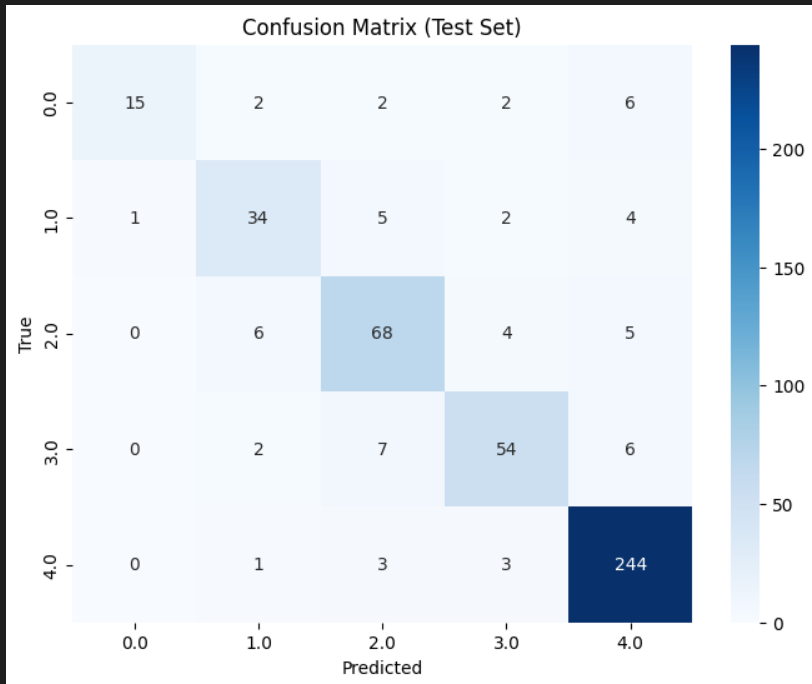 Confusion Matrix (Test Set)
0.0 15 2 2 2 6
1.0 1 34 5 2 4
2.0 0 6 68 4 5
3.0 0 2 7 54 6
4.0 0 1 3 3 244
0.0 1.0 2.0 3.0 4.0
Predicted
True
200
150
100
50
0